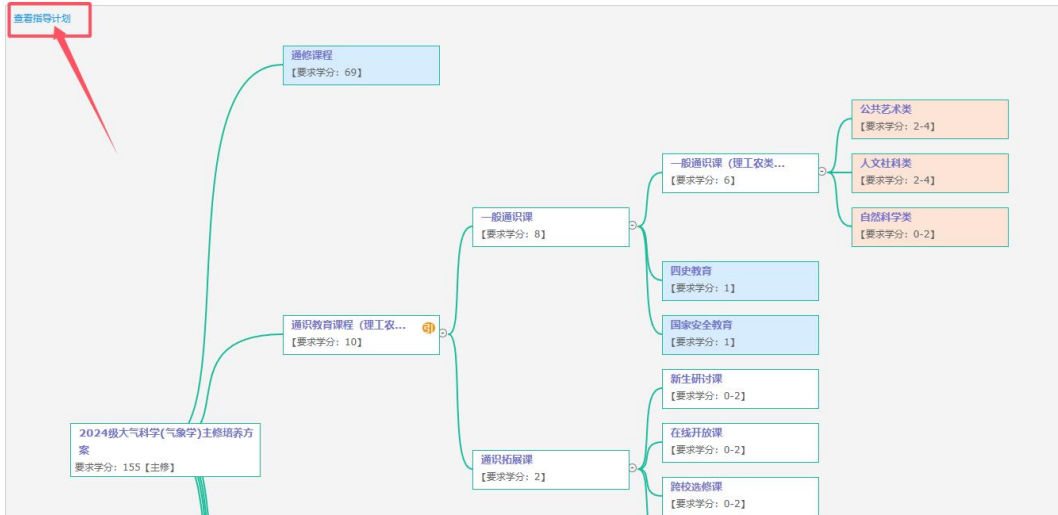 查看指导计划
通修课程
【要求学分：69】
公共艺术类
【要求学分：2-4】
一般通识课（理工农类...
【要求学分：6】
人文社科类
【要求学分：2-4】
一般通识课
【要求学分：8】
自然科学类
【要求学分：0-2】
四史教育
【要求学分：1】
通识教育课程（理工农...
【要求学分：10】
国家安全教育
【要求学分：1】
新生研讨课
【要求学分：0-2】
2024级大气科学(气象学)主修培养方
案
要求学分：155【主修】
在线开放课
【要求学分：0-2】
通识拓展课
【要求学分：2】
跨校选修课
【要求学分：0-2】